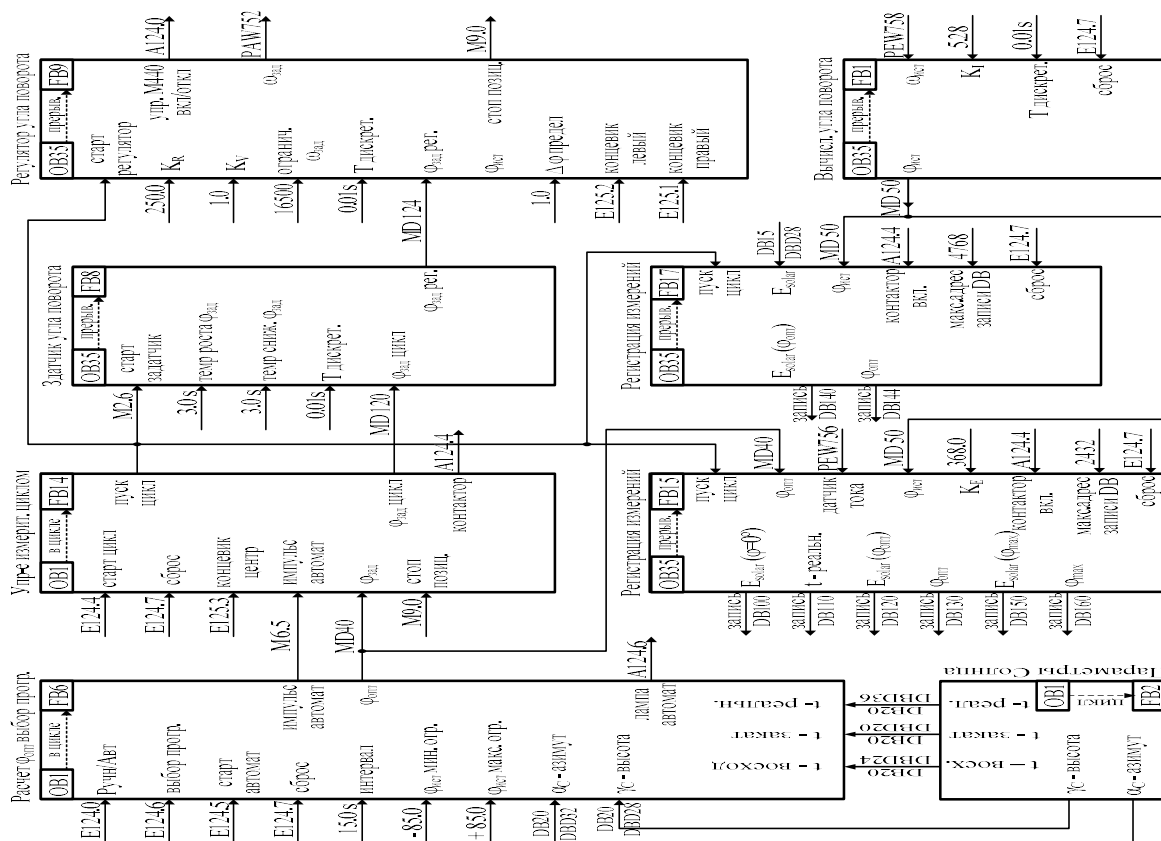 Регулятор угла поворота
OB35
прерыв.
FB9
старт
регулятор
упр. M440
вкл/откл
A124.0
PAW752
ωзад
250.0
KR
1.0
KV
16500
огранич.
ωзад
0.01s
T дискрет.
MD124
φзад рег.
стоп позиц.
M9.0
φист
1.0
Δφ предел
E125.2
концевик
левый
E125.1
концевик
правый
Вычисл. угла поворота
OB35
прерыв.
FB1
φист
ωист
PEW758
KI
528
T дискрет.
0.01s
сброс
E124.7
MD50
Здатчик угла поворота
OB35
прерыв.
FB8
старт
задатчик
M2.6
3.0 s
темр роста φзад
3.0 s
темр сниж. φзад
0.01s
T дискрет.
MD120
φзад цикл
φзад рег.
Регистрация измерений
OB35
прерыв.
FB17
пуск
цикл
Esolar
DB15
DBD28
φист
MD50
контактор
вкл.
A124.4
макс.адрес
записи DB
4768
сброс
E124.7
Esolar (φопт)
запись
DB140
φопт
запись
DB144
Упр-е измерит. циклом
OB1
в цикле
FB14
E124.4
старт цикл
пуск
цикл
E124.7
сброс
E125.3
концевик
центр
M6.5
импульс
автомат
MD40
φзад
φзад цикл
M9.0
стоп
позиц.
контактор
A124.4
Регистрация измерений
OB35
прерыв.
FB15
пуск
цикл
φопт
MD40
датчик
тока
PEW756
φист
MD50
KE
368.0
контактор
вкл.
A124.4
макс.адрес
записи DB
2432
сброс
E124.7
Esolar (φ=0°)
запись
DB100
t - реальн.
запись
DB110
Esolar (φопт)
запись
DB120
φопт
запись
DB130
Esolar (φmax)
запись
DB150
φmax
запись
DB160
Расчет φопт выбор прогр.
OB1
в цикле
FB6
E124.0
Ручн/Авт
E124.6
выбор прогр.
E124.5
старт
автомат
E124.7
сброс
15.0 s
интервал
-85.0
φист мин. огр.
+85.0
φист макс. огр.
DB20
DBD32
αC - азимут
DB20
DBD28
γC - высота
импульс
автомат
φопт
лампа
автомат
A124.6
t - реальн.
t - закат
t - восход
DB20
DBD36
DB20
DBD20
DB20
DBD24
Параметры Солнца
OB1
цикл
FB2
t - реал.
t - закат
t – восх.
γC - высота
αC - азимут